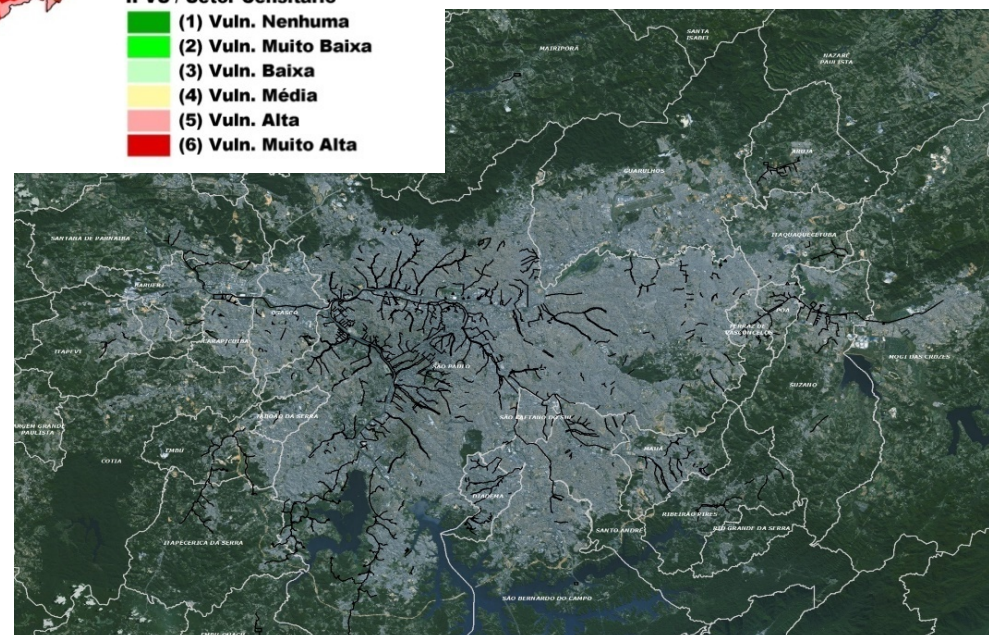 (1) Vuln. Nenhuma
(2) Vuln. Muito Baixa
(3) Vuln. Baixa
(4) Vuln. Média
(5) Vuln. Alta
(6) Vuln. Muito Alta
SANTA
ISABEL
MAIRIPORÃ
NAZARÉ
PAULISTA
ARUJÁ
GUARULHOS
SANTANA DE PARNAÍBA
ITAQUAQUECETUBA
BARUERI
OSASCO
POÁ
FERRAZ DE
VASCONCELOS
CARAPICUÍBA
ITAPEVI
MOGI DAS CRUZES
SÃO PAULO
SUZANO
TABOÃO DA SERRA
SÃO CAETANO DO SUL
VARGEM GRANDE
PAULISTA
EMBU
MAUÁ
COTIA
DIADEMA
RIBEIRÃO PIRES
SANTO ANDRÉ
RIO GRANDE DA SERRA
ITAPECERICA DA SERRA
SÃO BERNARDO DO CAMPO